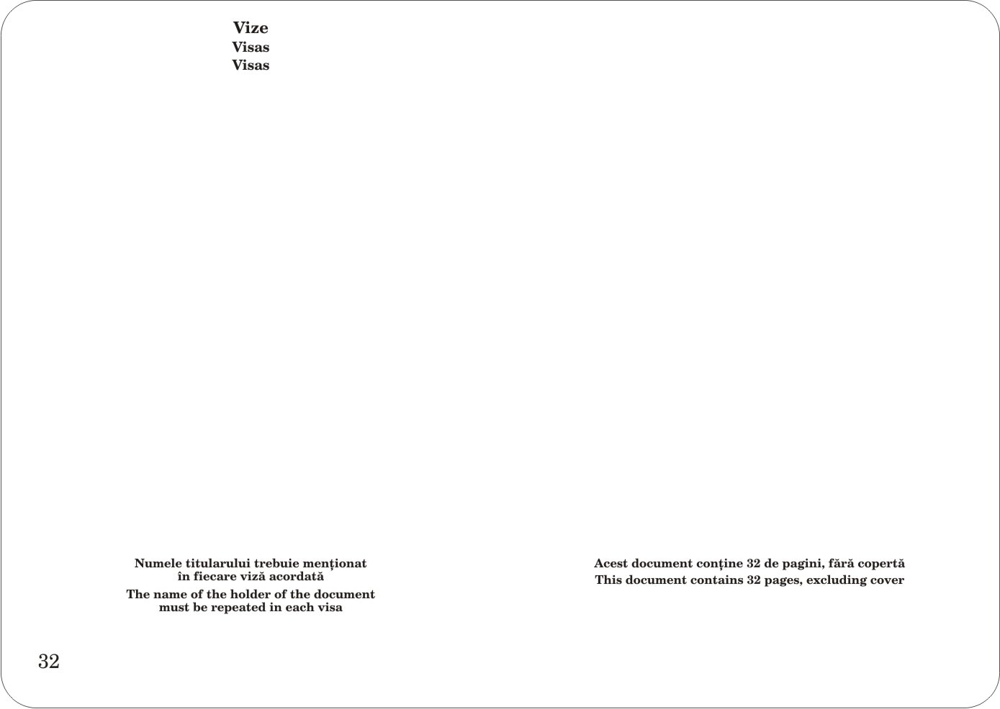 Vize
Visas
Visas
Numele titularului trebuie menționat
în fiecare viză acordată
The name of the holder of the document
must be repeated in each visa
32
Acest document conține 32 de pagini, fără copertă
This document contains 32 pages, excluding cover